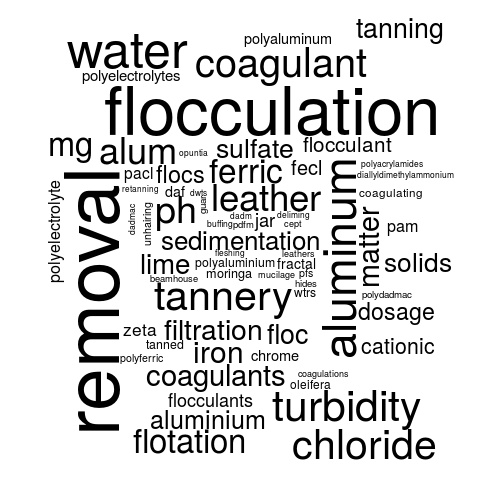 tanning
water
polyaluminum
coagulant
polyelectrolytes
flocculation
mg
alum
opuntia
sulfate
flocculant
polyacrylamides
pacl
flocs
ferric
fecl
diallyldimethylammonium
retanning
daf
dwts
guars
leather
coagulating
polyelectrolyte
removal
dadmac
unhairing
ph
dadm
jar
deliming
buffing
pdfm
cept
aluminum
matter
pam
sedimentation
fleshing
leathers
lime
polyaluminium
fractal
solids
beamhouse
moringa
mucilage
pfs
hides
tannery
wtrs
polydadmac
dosage
zeta
filtration
floc
tanned
iron
chrome
cationic
polyferric
coagulants
coagulations
oleifera
flocculants
turbidity
aluminium
flotation
chloride